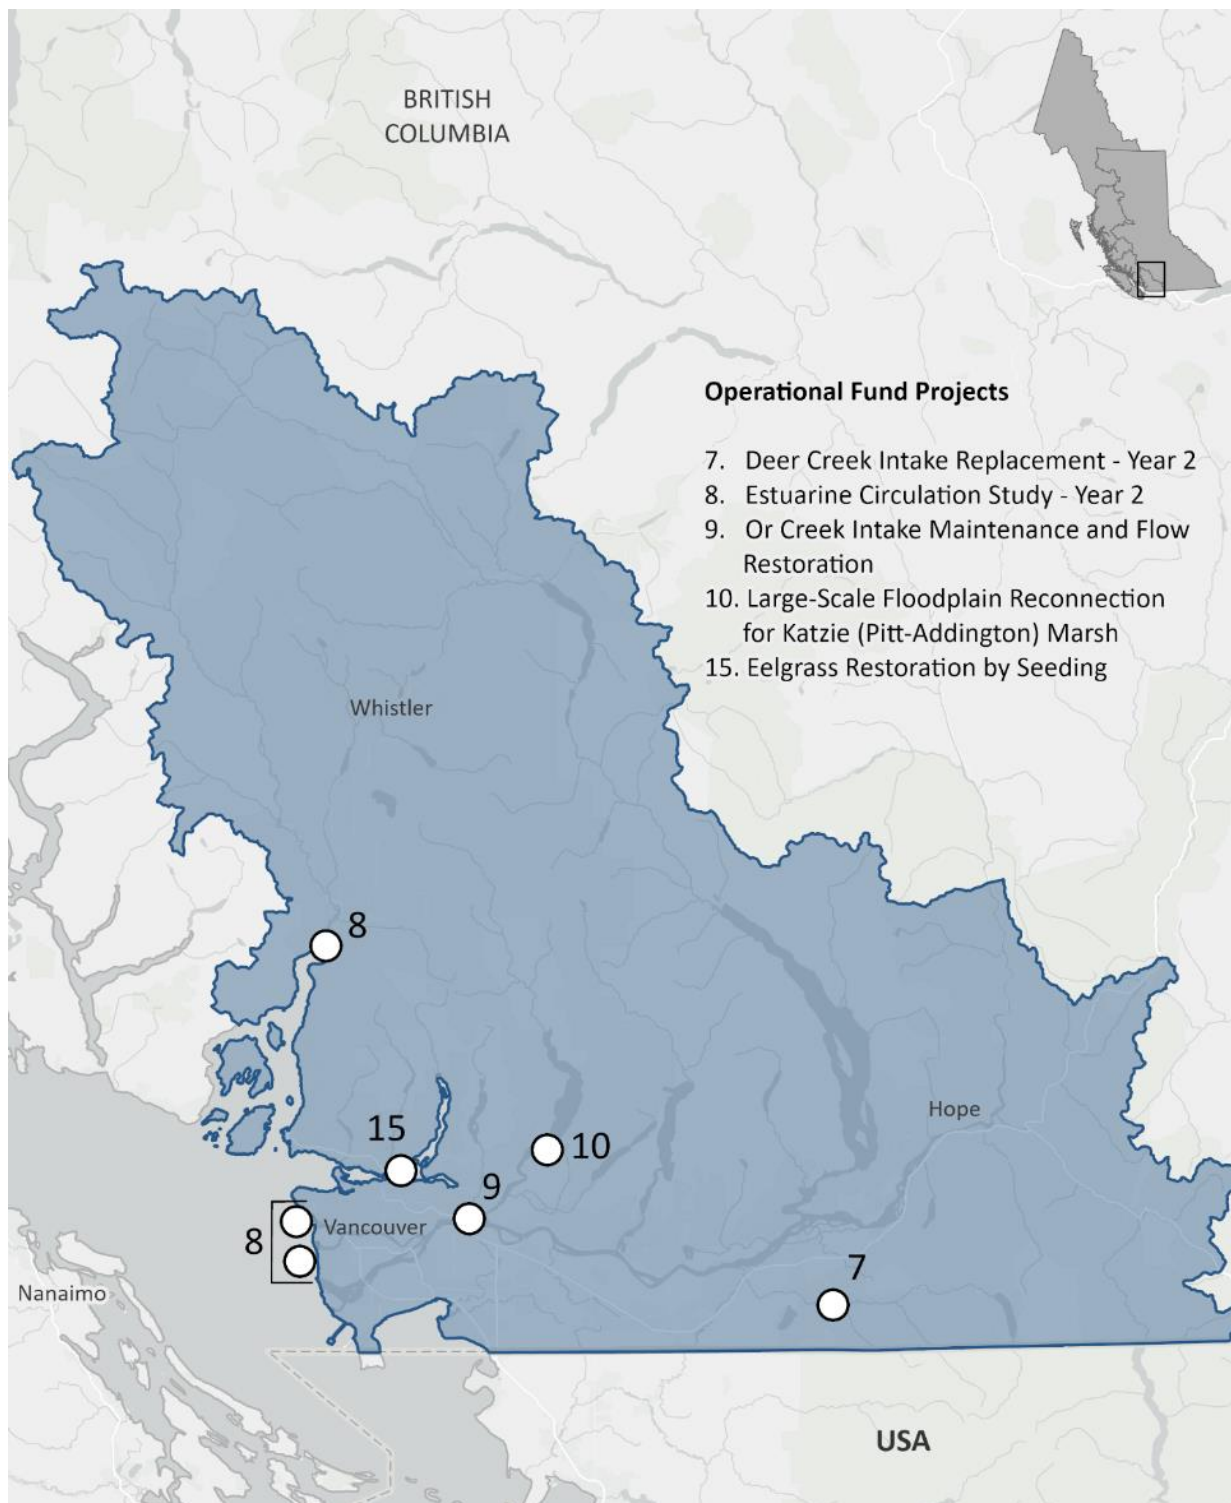 BRITISH
COLUMBIA
Operational Fund Projects
7. Deer Creek Intake Replacement - Year 2
8. Estuarine Circulation Study - Year 2
9. Or Creek Intake Maintenance and Flow
Restoration
10. Large-Scale Floodplain Reconnection
for Katzie (Pitt-Addington) Marsh
15. Eelgrass Restoration by Seeding
Whistler
8
Hope
15
10
9
8
Vancouver
7
Nanaimo
USA